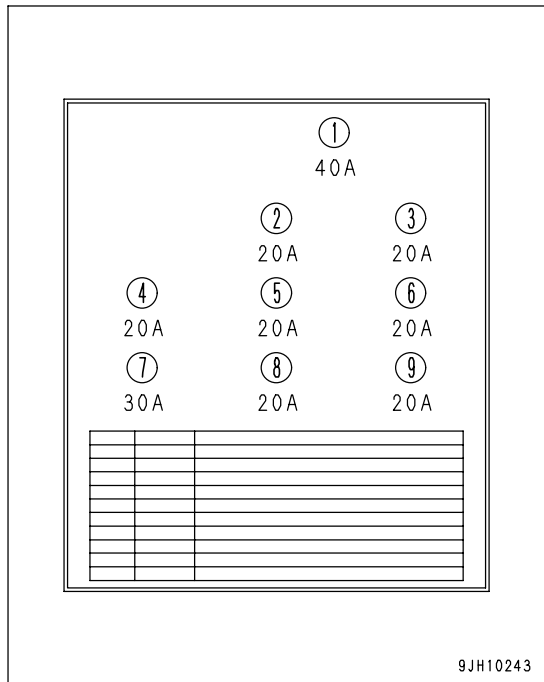 ①
40A
② ③
20A 20A
④ ⑤ ⑥
20A 20A 20A
⑦ ⑧ ⑨
30A 20A 20A
9JH10243